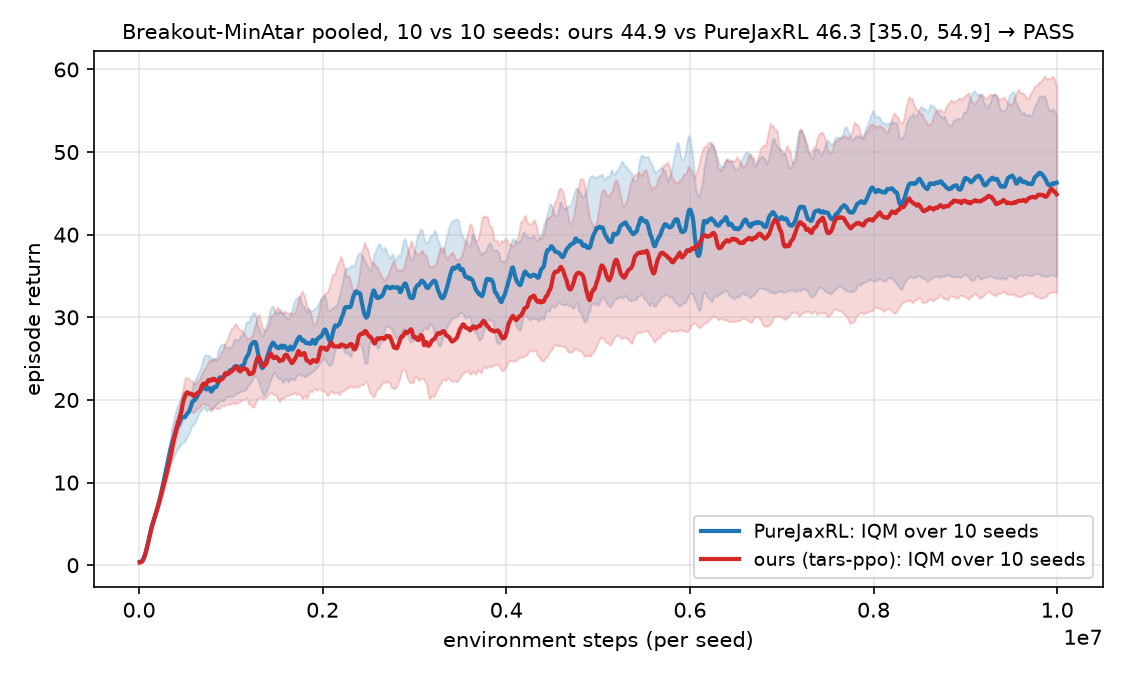 Breakout-MinAtar pooled, 10 vs 10 seeds: ours 44.9 vs PureJaxRL 46.3 [35.0, 54.9] → PASS
episode return
60
50
40
30
20
10
0
PureJaxRL: IQM over 10 seeds
ours (tars-ppo): IQM over 10 seeds
0.0 0.2 0.4 0.6 0.8 1.0
1e7
environment steps (per seed)